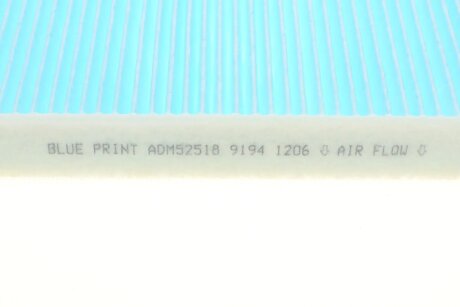 BLUE PRINT ADM52518 9194 1206 ⇩ AIR FLOW ⇩